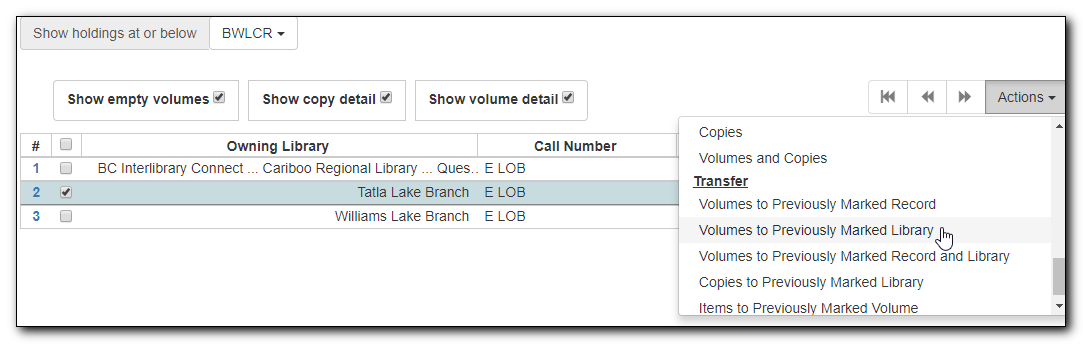 Show holdings at or below BWLCR
Show empty volumes Show copy detail Show volume detail Actions
# Owning Library Call Number
1 BC Interlibrary Connect ... Cariboo Regional Library ... Ques... E LOB
2 Tatla Lake Branch E LOB
3 Williams Lake Branch E LOB
Copies
Volumes and Copies
Transfer
Volumes to Previously Marked Record
Volumes to Previously Marked Library
Volumes to Previously Marked Record and Library
Copies to Previously Marked Library
Items to Previously Marked Volume